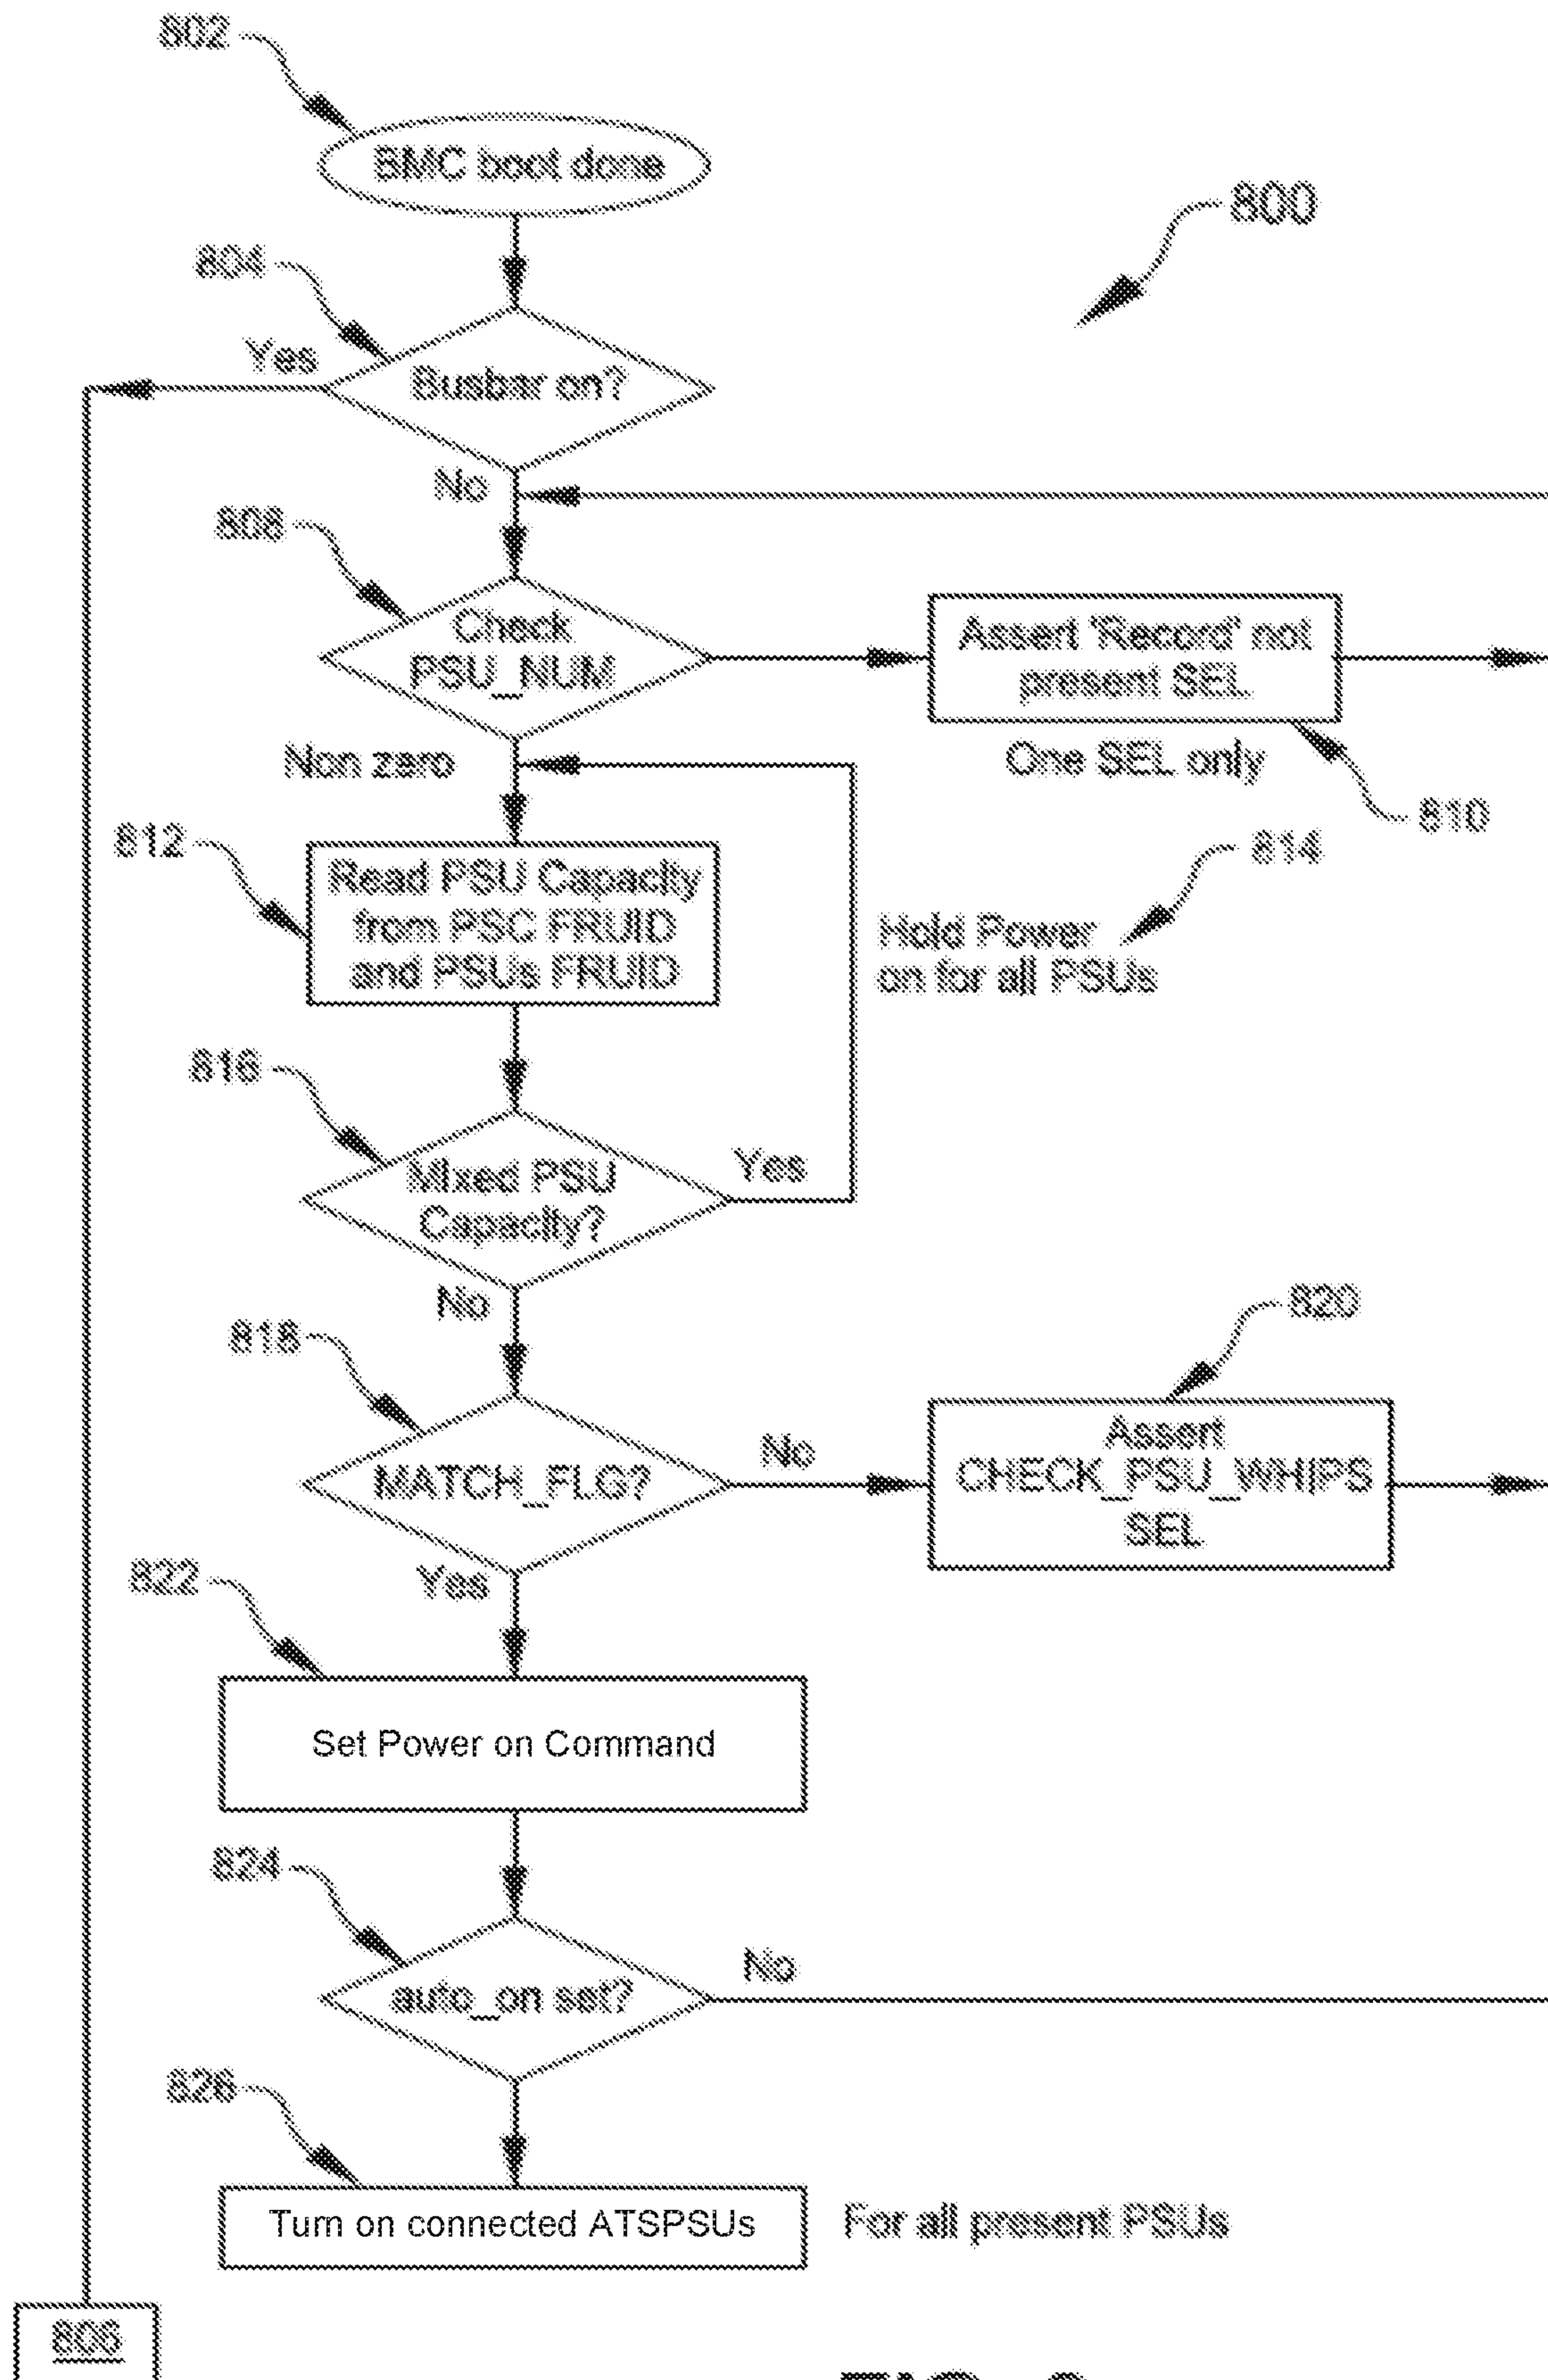 802
BMC boot done
800
804
Yes
Busbar on?
No
808
Check
PSU_NUM
Assert 'Record' not
present SEL
Non zero
One SEL only
810
812
814
Read PSU Capacity
from PSC FRUID
and PSUs FRUID
Hold Power
on for all PSUs
816
Mixed PSU
Capacity?
Yes
No
818
820
MATCH_FLG?
No
Assert
CHECK_PSU_WHIPS
SEL
Yes
822
Set Power on Command
824
auto_on set?
No
826
Turn on connected ATSPSUs
For all present PSUs
806